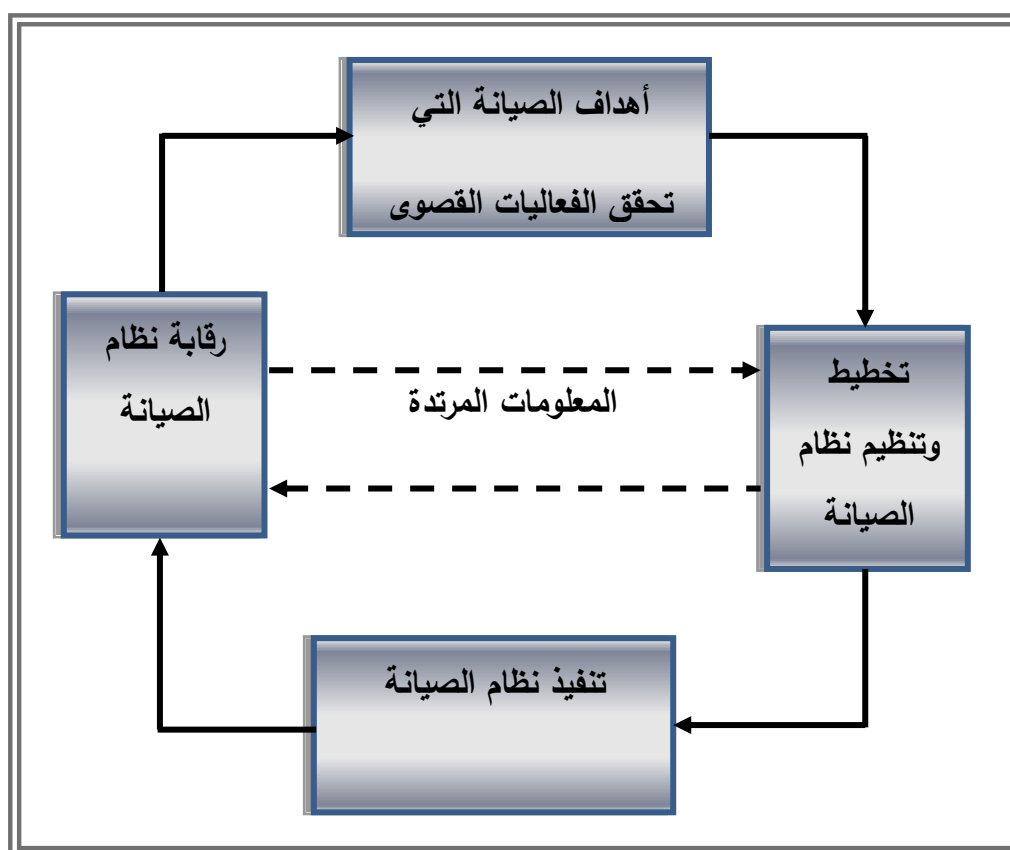 أهداف الصيانة التي
تحقق الفعاليات القصوى
رقابة نظام
الصيانة
المعلومات المرتدة
تخطيط
وتنظيم نظام
الصيانة
تنفيذ نظام الصيانة